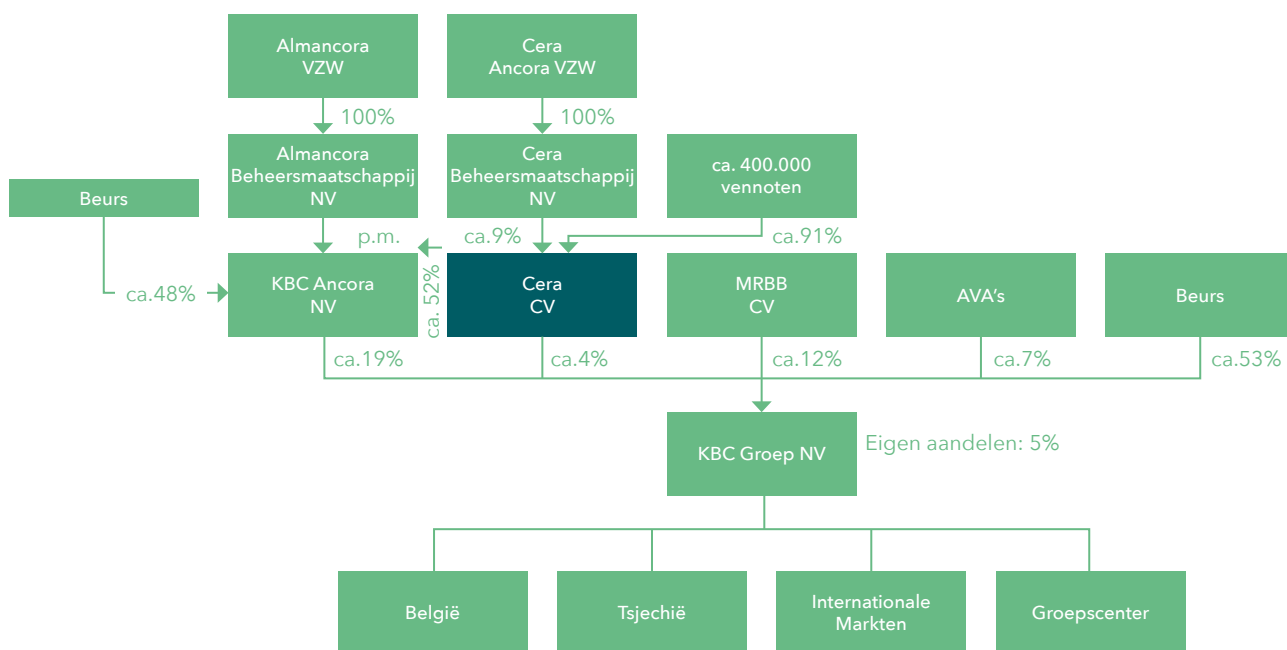 Almancora
VZW
Cera
Ancora VZW
100%
100%
Almancora
Beheersmaatschappij
NV
Cera
Beheersmaatschappij
NV
ca. 400.000
vennoten
Beurs
p.m.
ca.9%
ca.91%
ca.48%
KBC Ancora
NV
ca. 52%
Cera
CV
MRBB
CV
AVA's
Beurs
ca.19%
ca.4%
ca.12%
ca.7%
ca.53%
KBC Groep NV
Eigen aandelen: 5%
België
Tsjechië
Internationale
Markten
Groepscenter